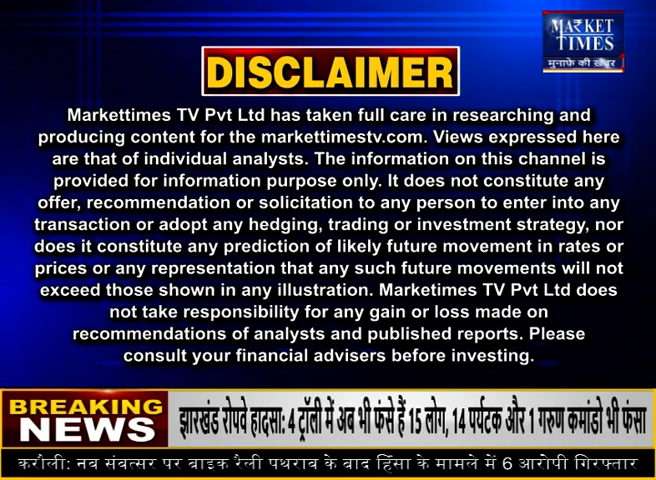 MARKET
TIMES
मुनाफे की ख़बर
DISCLAIMER
Markettimes TV Pvt Ltd has taken full care in researching and
producing content for the markettimestv.com. Views expressed here
are that of individual analysts. The information on this channel is
provided for information purpose only. It does not constitute any
offer, recommendation or solicitation to any person to enter into any
transaction or adopt any hedging, trading or investment strategy, nor
does it constitute any prediction of likely future movement in rates or
prices or any representation that any such future movements will not
exceed those shown in any illustration. Marketimes TV Pvt Ltd does
not take responsibility for any gain or loss made on
recommendations of analysts and published reports. Please
consult your financial advisers before investing.
BREAKING
NEWS
झारखंड रोपवे हादसा: 4 ट्रॉली में अब भी फंसे हैं 15 लोग, 14 पर्यटक और 1 गरुण कमांडो भी फंसा
करौली: नव संवत्सर पर बाइक रैली पथराव के बाद हिंसा के मामले में 6 आरोपी गिरफ्तार